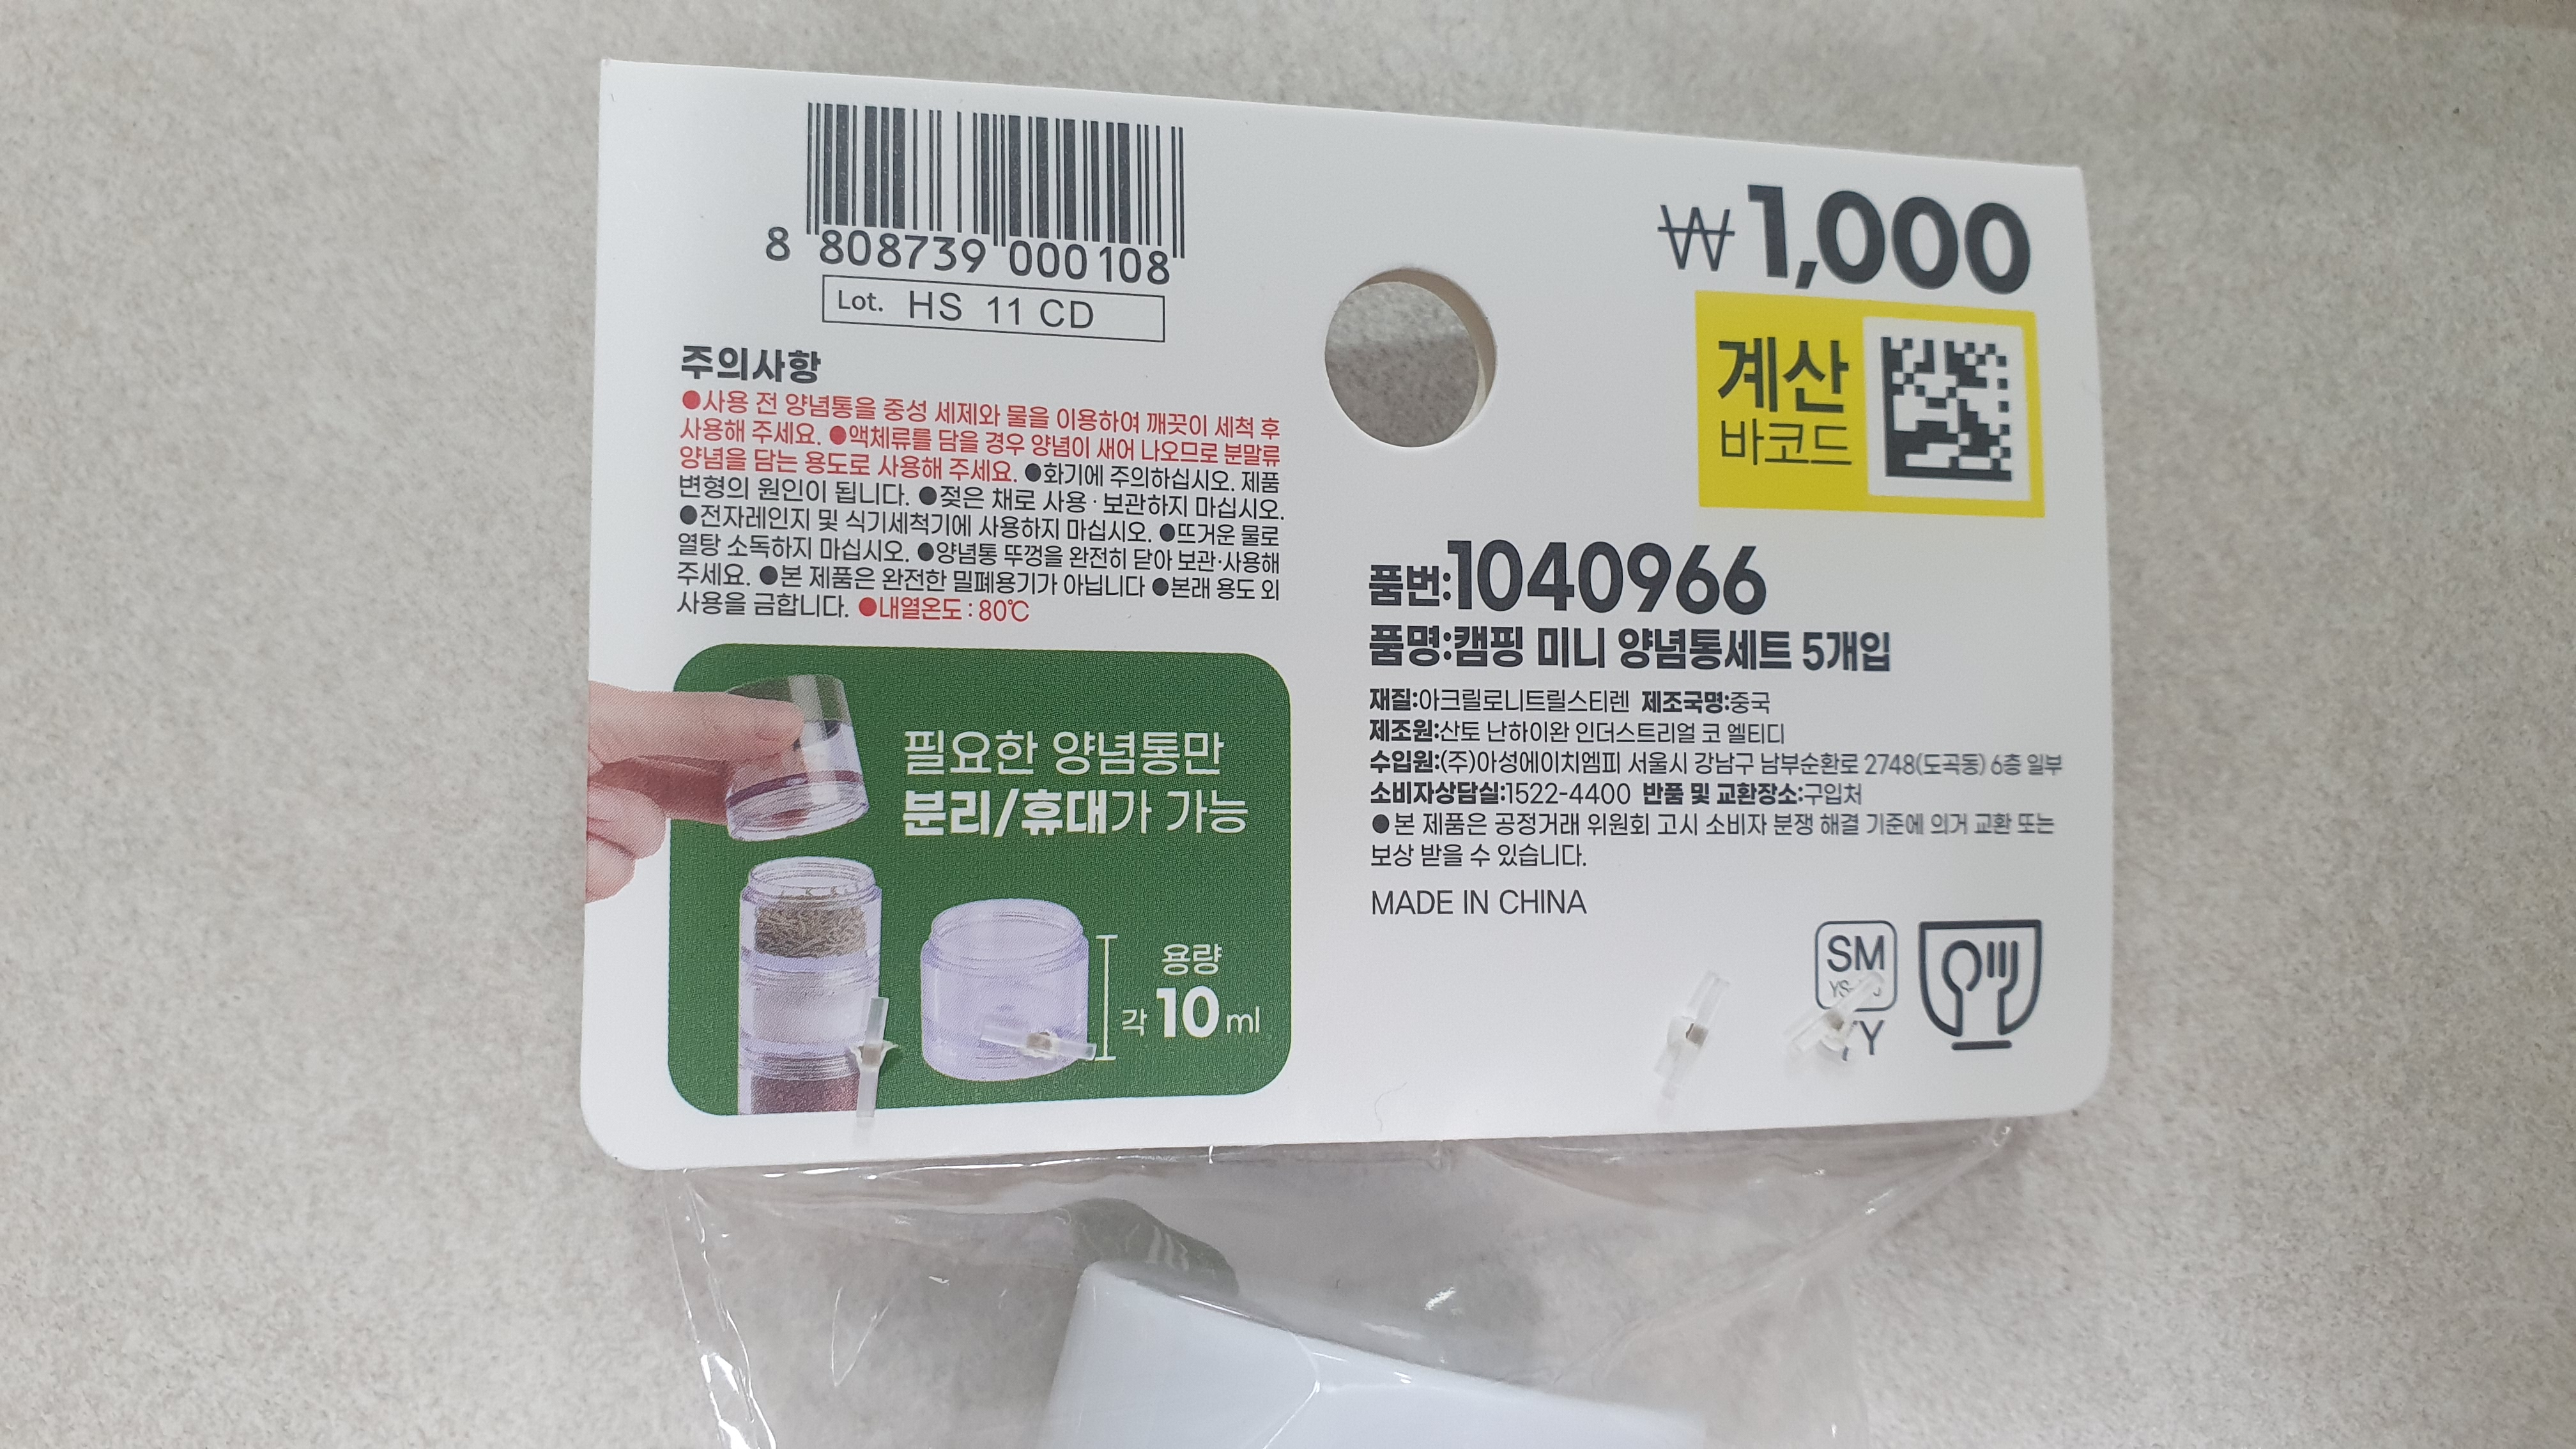 8 808739 000108
Lot. HS 11 CD
주의사항
●사용 전 양념통을 중성 세제와 물을 이용하여 깨끗이 세척 후
사용해 주세요. ●액체류를 담을 경우 양념이 새어 나오므로 분말류
양념을 담는 용도로 사용해 주세요. ●화기에 주의하십시오. 제품
변형의 원인이 됩니다. ●젖은 채로 사용·보관하지 마십시오.
●전자레인지 및 식기세척기에 사용하지 마십시오. ●뜨거운 물로
열탕 소독하지 마십시오. ●양념통 뚜껑을 완전히 닫아 보관·사용해
주세요. ●본 제품은 완전한 밀폐용기가 아닙니다 ●본래 용도 외
사용을 금합니다. ●내열온도 : 80℃
필요한 양념통만
분리/휴대가 가능
용량
각 10 ml
₩1,000
계산
바코드
품번:1040966
품명:캠핑 미니 양념통세트 5개입
재질:아크릴로니트릴스티렌 제조국명:중국
제조원:산토 난하이완 인더스트리얼 코 엘티디
수입원:(주)아성에이치엠피 서울시 강남구 남부순환로 2748(도곡동) 6층 일부
소비자상담실:1522-4400 반품 및 교환장소:구입처
●본 제품은 공정거래 위원회 고시 소비자 분쟁 해결 기준에 의거 교환 또는
보상 받을 수 있습니다.
MADE IN CHINA
SM